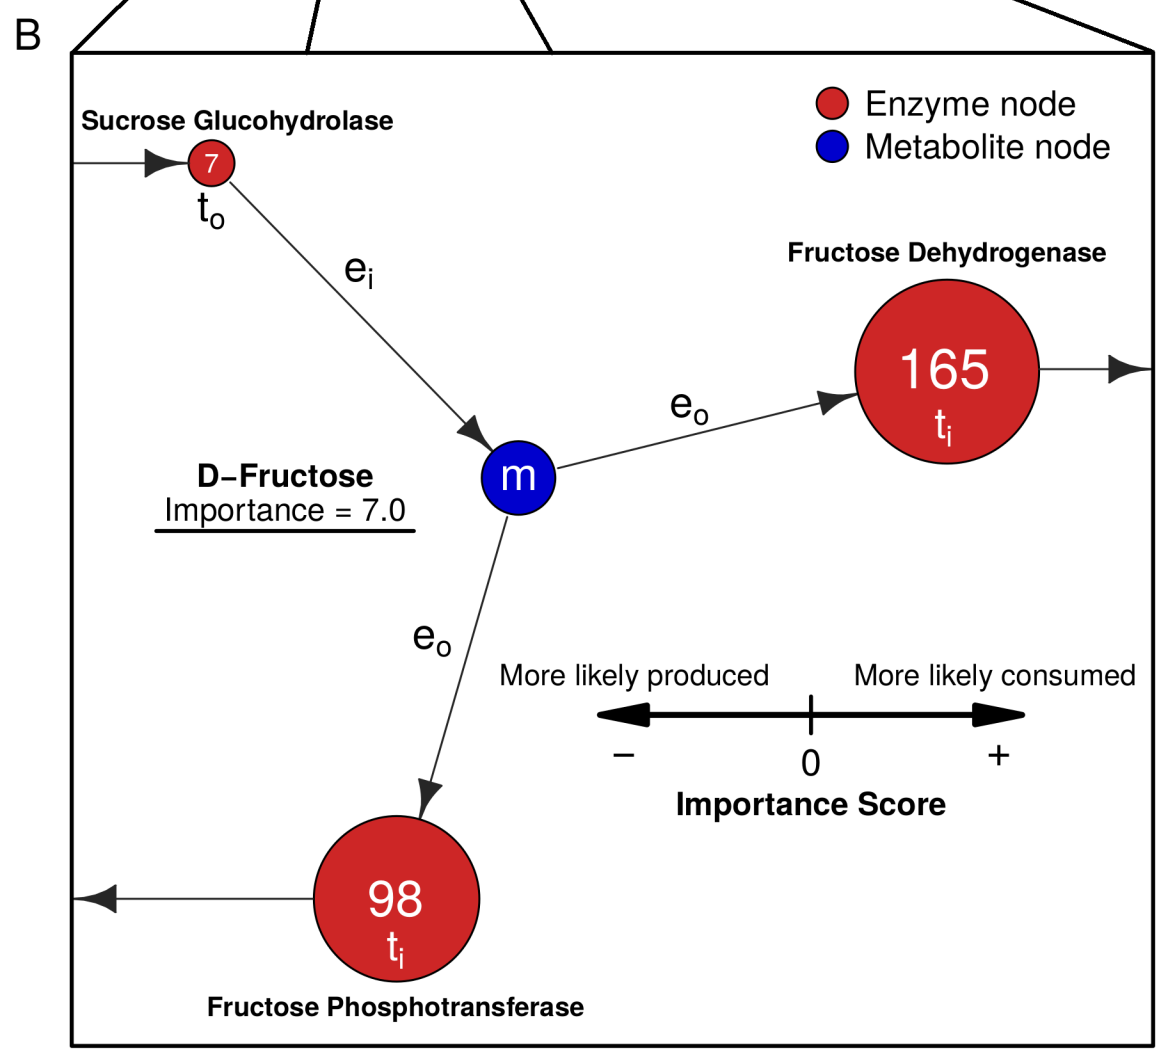 B
Enzyme node
Metabolite node
Sucrose Glucohydrolase
7
to
ei
Fructose Dehydrogenase
165
ti
eo
m
D−Fructose
Importance = 7.0
eo
More likely produced
More likely consumed
−
0
+
Importance Score
98
ti
Fructose Phosphotransferase